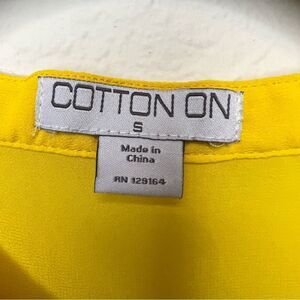 COTTON ON
S
Made in
China
RN 129164